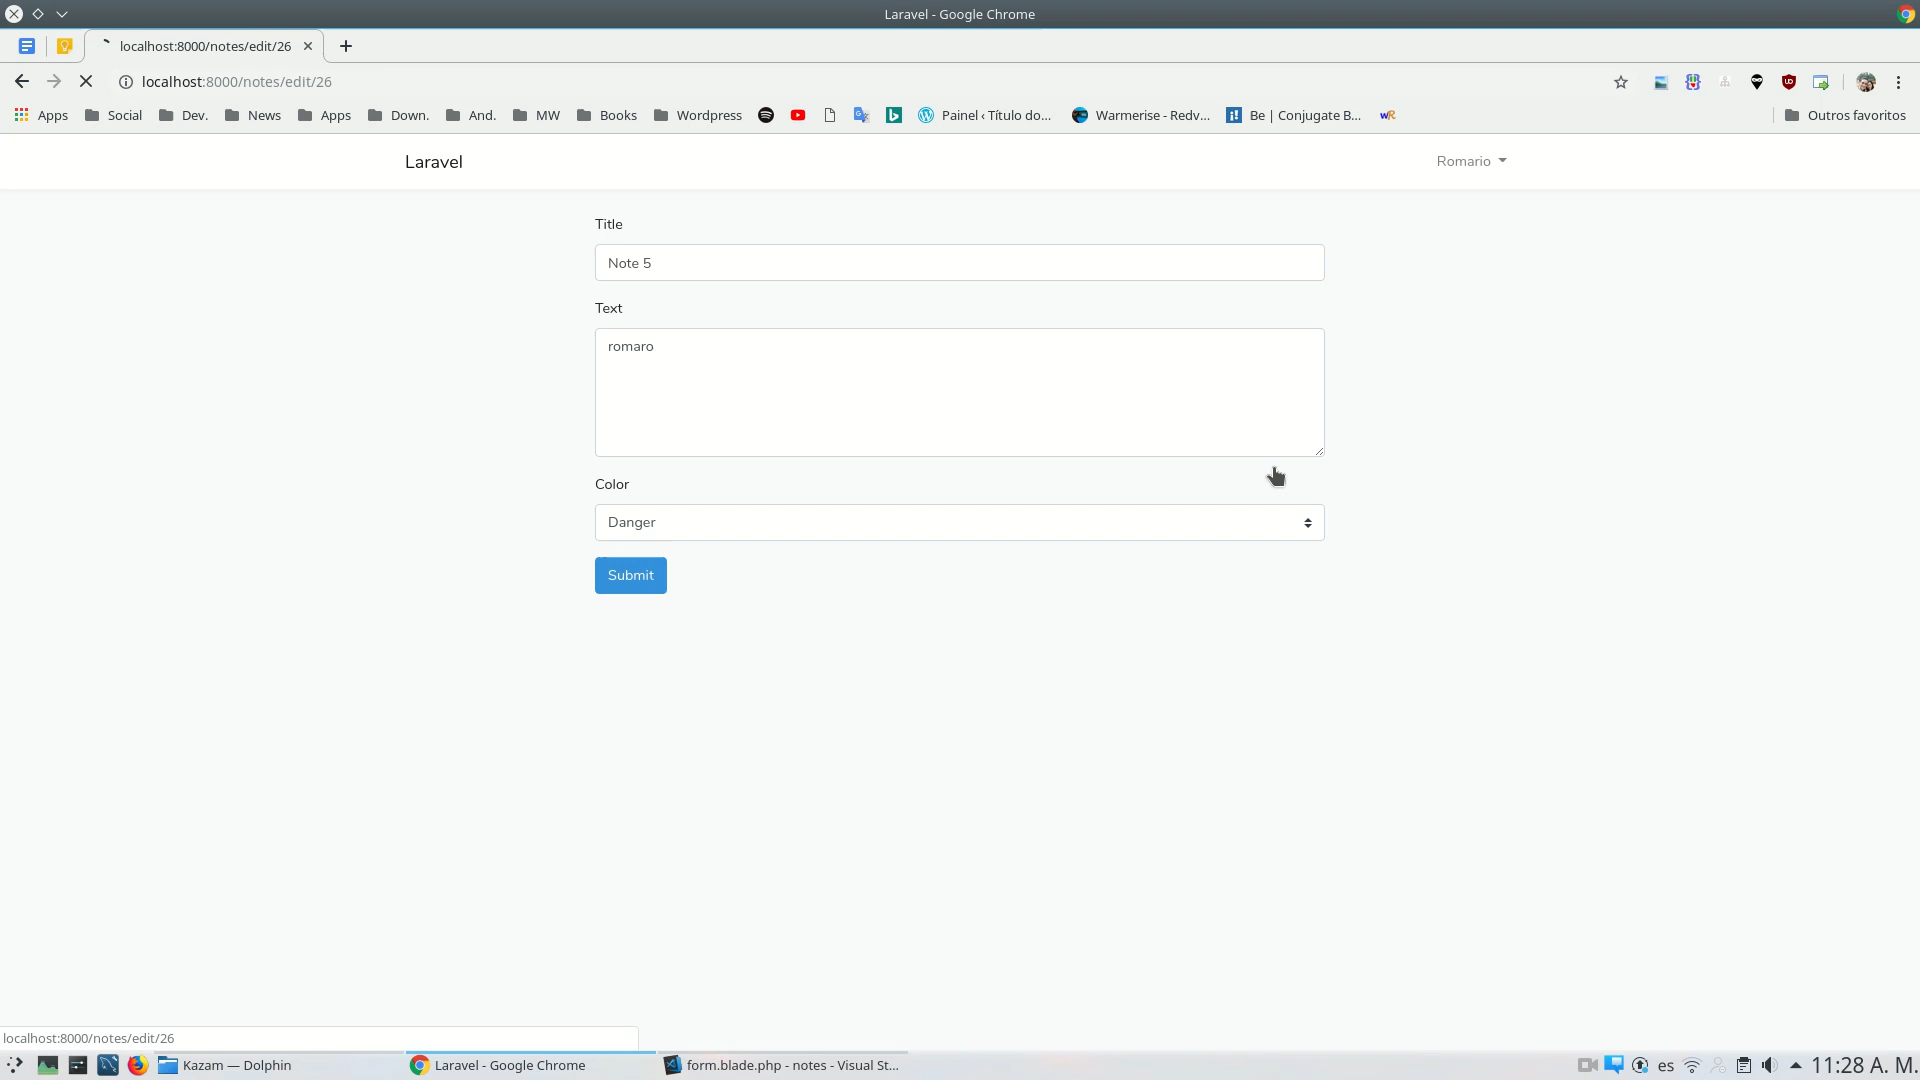 Laravel - Google Chrome
localhost:8000/notes/edit/26
localhost:8000/notes/edit/26
Apps Social Dev. News Apps Down. And. MW Books Wordpress Painel ‹ Título do... Warmerise - Redv... Be | Conjugate B... wR Outros favoritos
Laravel Romario
Title
Note 5
Text
romaro
Color
Danger
Submit
localhost:8000/notes/edit/26
Kazam — Dolphin Laravel - Google Chrome form.blade.php - notes - Visual St... es 11:28 A. M.